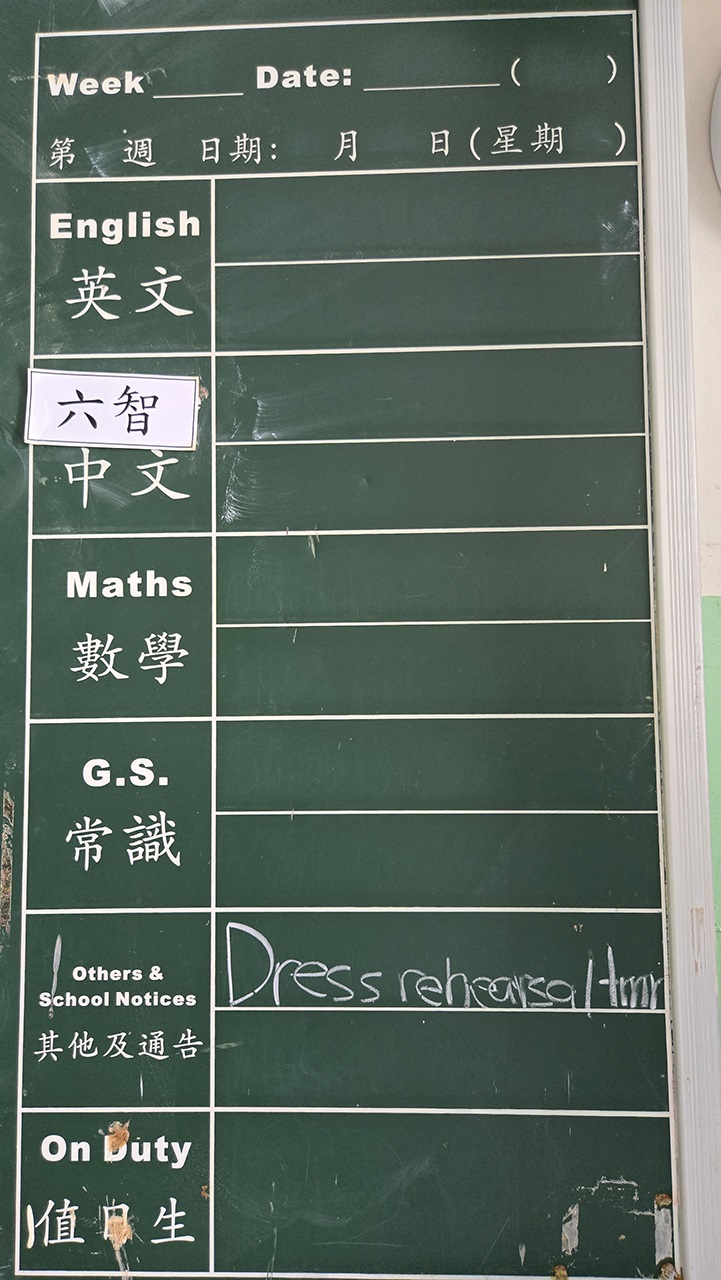 Week ______ Date: _________ (        )
第　週　日期:　月　日(星期　)
English
英文
六智
中文
Maths
數學
G.S.
常識
Others &
School Notices
其他及通告
Dress rehearsal tmr
On Duty
值日生